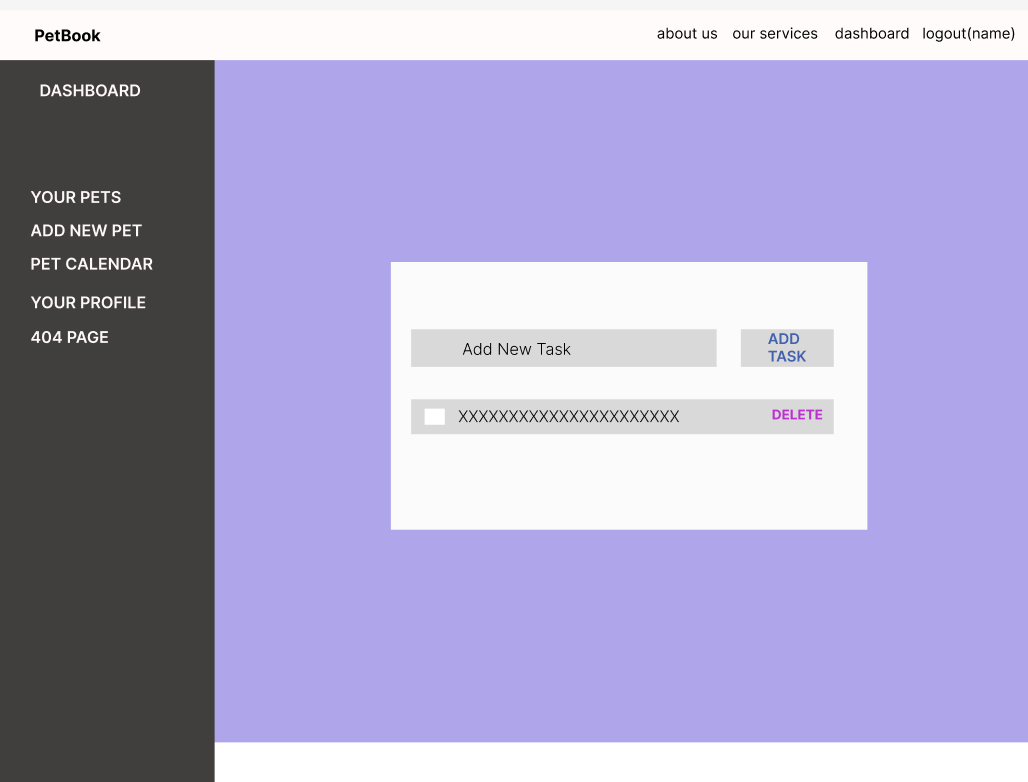 PetBook
about us our services dashboard logout(name)
DASHBOARD
YOUR PETS
ADD NEW PET
PET CALENDAR
YOUR PROFILE
404 PAGE
Add New Task
ADD
TASK
XXXXXXXXXXXXXXXXXXXXXX
DELETE